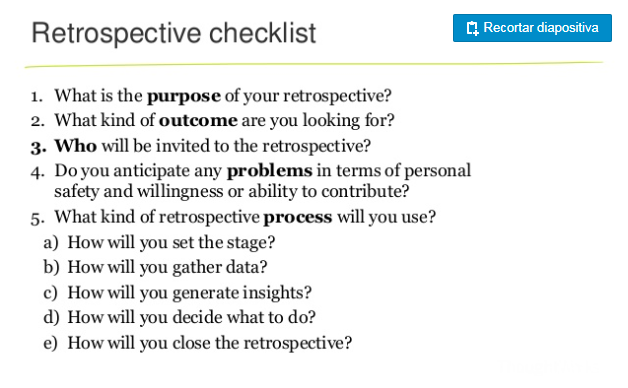 Retrospective checklist
Recortar diapositiva
1. What is the purpose of your retrospective?
2. What kind of outcome are you looking for?
3. Who will be invited to the retrospective?
4. Do you anticipate any problems in terms of personal
safety and willingness or ability to contribute?
5. What kind of retrospective process will you use?
a) How will you set the stage?
b) How will you gather data?
c) How will you generate insights?
d) How will you decide what to do?
e) How will you close the retrospective?